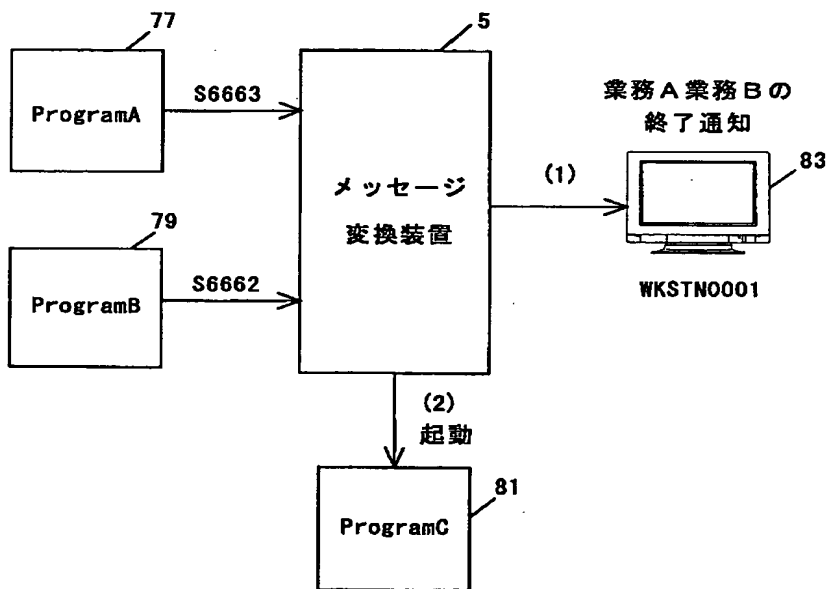 77
5
ProgramA
S6663
メッセージ
変換装置
業務A業務Bの
終了通知
(1)
83
79
ProgramB
S6662
WKSTN0001
(2)
起動
81
ProgramC